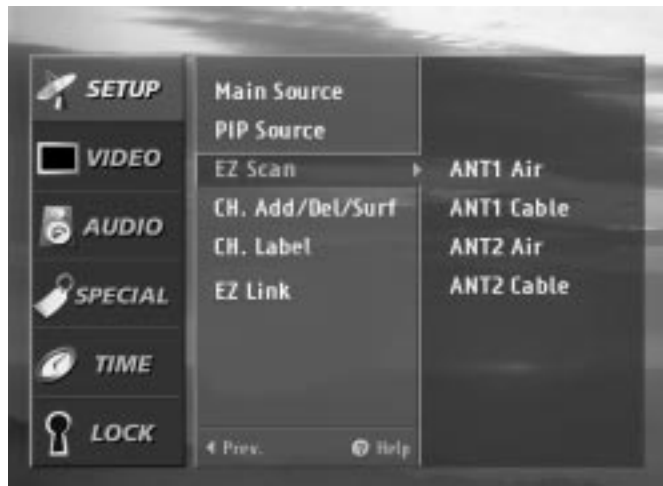 SETUP
VIDEO
AUDIO
SPECIAL
TIME
LOCK
Main Source
PIP Source
EZ Scan
CH. Add/Del/Surf
CH. Label
EZ Link
Prev.
Help
ANT1 Air
ANT1 Cable
ANT2 Air
ANT2 Cable